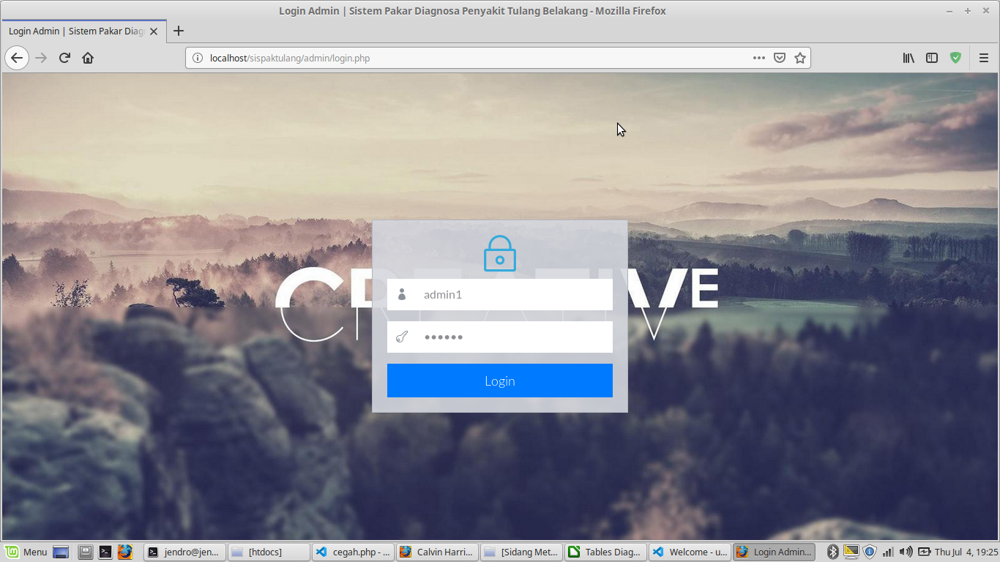 Login Admin | Sistem Pakar Diagnosa Penyakit Tulang Belakang - Mozilla Firefox
Login Admin | Sistem Pakar Diag
localhost/sispaktulang/admin/login.php
CREATIVE
admin1
••••••
Login
Menu
jendro@jen...
[htdocs]
cegah.php - ...
Calvin Harri...
[Sidang Met...
Tables Diag...
Welcome - u...
Login Admin...
Thu Jul 4, 19:25